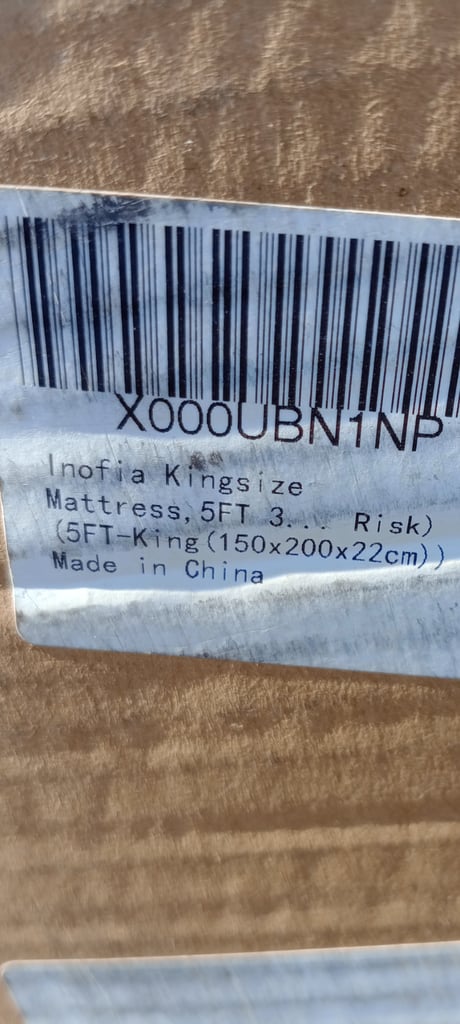 X000UBN1NP
Inofia Kingsize
Mattress, 5FT 3... Risk)
(5FT-King(150x200x22cm))
Made in China